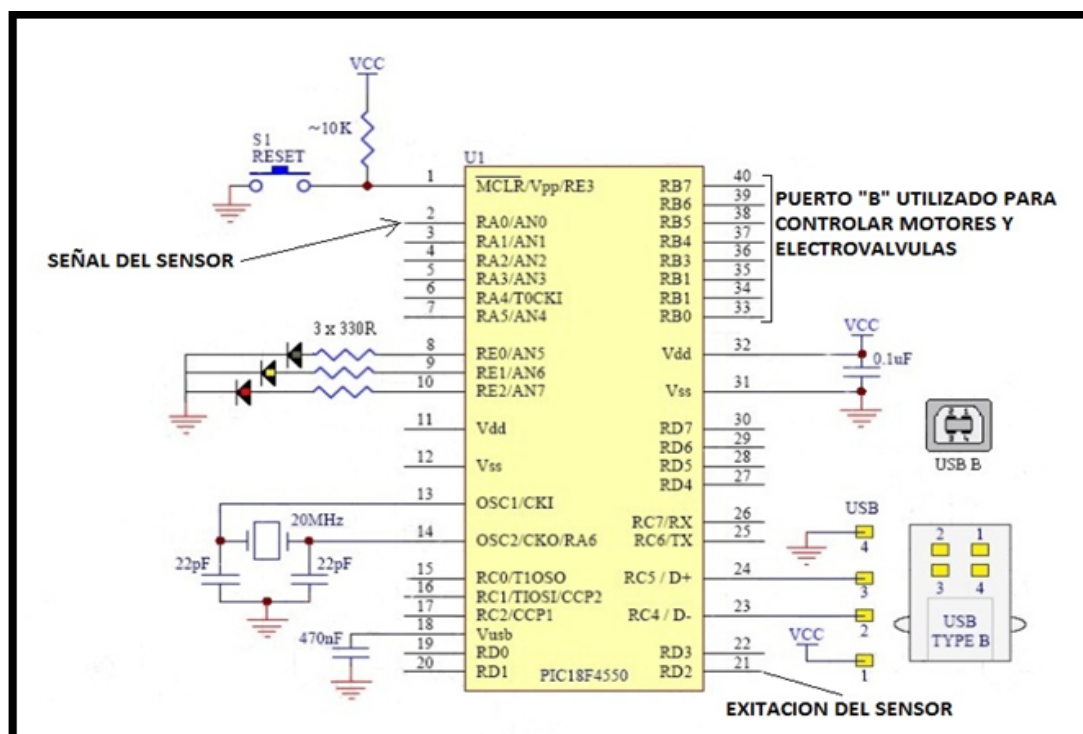 VCC
~10K
S1
RESET
U1
1
MCLR/Vpp/RE3
2
RA0/AN0
3
RA1/AN1
4
RA2/AN2
5
RA3/AN3
6
RA4/T0CKI
7
RA5/AN4
SEÑAL DEL SENSOR
3 x 330R
8
RE0/AN5
9
RE1/AN6
10
RE2/AN7
11
Vdd
12
Vss
13
OSC1/CKI
20MHz
14
OSC2/CKO/RA6
22pF
22pF
15
RC0/T1OSO
16
RC1/TIOSI/CCP2
17
RC2/CCP1
18
Vusb
470nF
19
RD0
20
RD1
PIC18F4550
RB7
40
RB6
39
RB5
38
RB4
37
RB3
36
RB1
35
RB1
34
RB0
33
PUERTO "B" UTILIZADO PARA
CONTROLAR MOTORES Y
ELECTROVALVULAS
VCC
Vdd
32
0.1uF
Vss
31
RD7
30
RD6
29
RD5
28
RD4
27
USB B
RC7/RX
26
RC6/TX
25
USB
4
RC5 / D+
24
3
RC4 / D-
23
2
VCC
1
RD3
22
RD2
21
2 1
3 4
USB
TYPE B
EXITACION DEL SENSOR